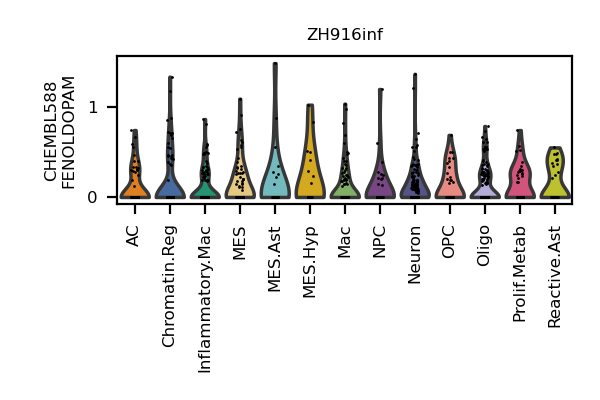 ZH916inf
CHEMBL588
FENOLDOPAM
1
0
AC
Chromatin.Reg
Inflammatory.Mac
MES
MES.Ast
MES.Hyp
Mac
NPC
Neuron
OPC
Oligo
Prolif.Metab
Reactive.Ast